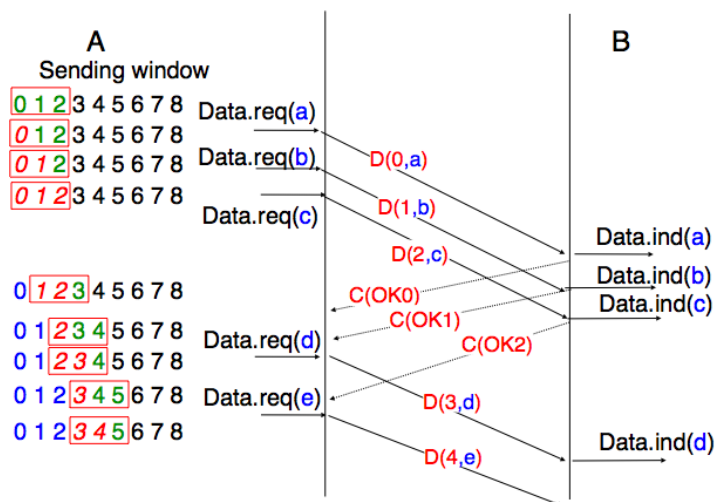 A
B
Sending window
0 1 2 3 4 5 6 7 8
Data.req(a)
0 1 2 3 4 5 6 7 8
Data.req(b)
D(0,a)
0 1 2 3 4 5 6 7 8
0 1 2 3 4 5 6 7 8
Data.req(c)
D(1,b)
Data.ind(a)
D(2,c)
Data.ind(b)
0 1 2 3 4 5 6 7 8
C(OK0)
Data.ind(c)
C(OK1)
0 1 2 3 4 5 6 7 8
Data.req(d)
C(OK2)
0 1 2 3 4 5 6 7 8
0 1 2 3 4 5 6 7 8
Data.req(e)
D(3,d)
0 1 2 3 4 5 6 7 8
Data.ind(d)
D(4,e)